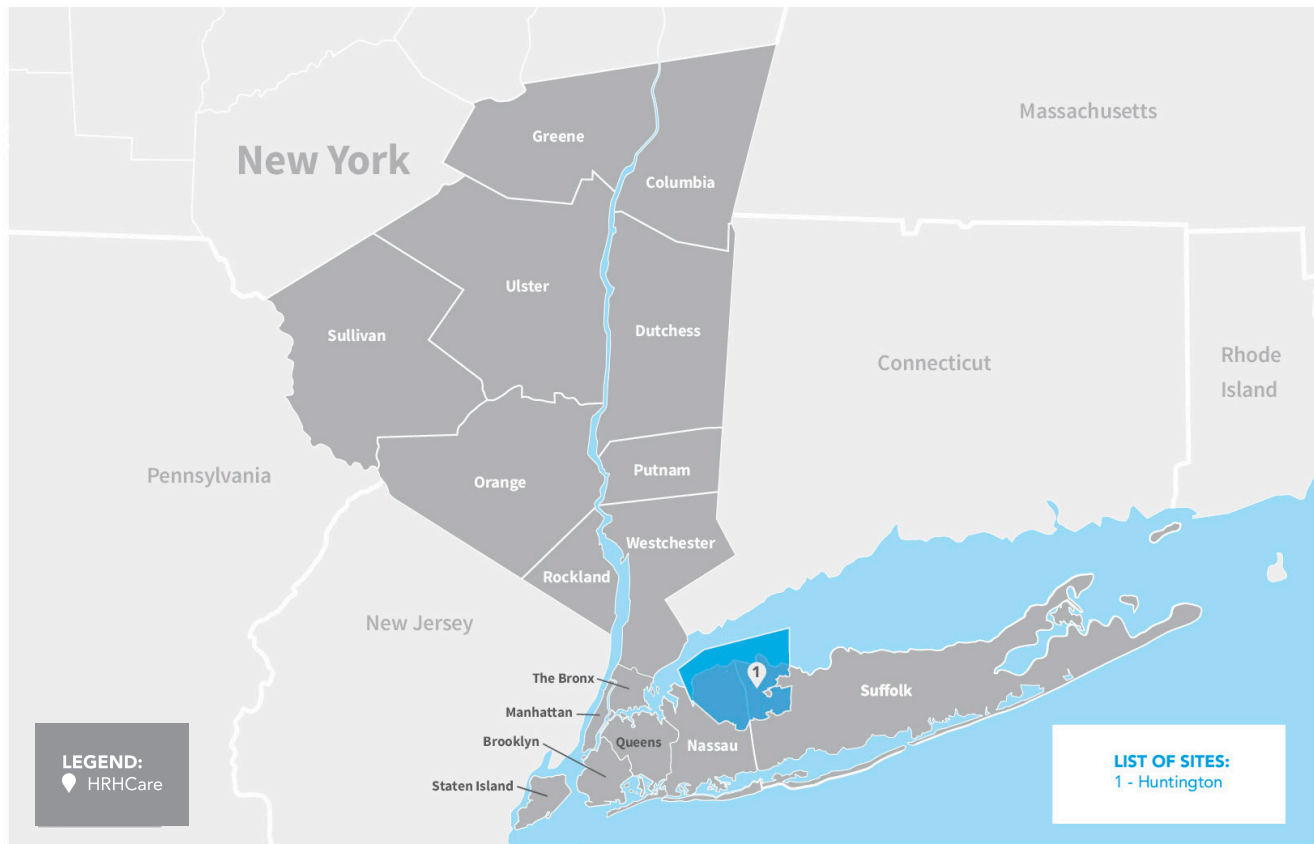 Massachusetts
Greene
New York
Columbia
Ulster
Dutchess
Sullivan
Connecticut
Rhode
Island
Putnam
Pennsylvania
Orange
Westchester
Rockland
New Jersey
1
The Bronx
Suffolk
Manhattan
Brooklyn
Queens
Nassau
Staten Island
LEGEND:
HRHCare
LIST OF SITES:
1 - Huntington